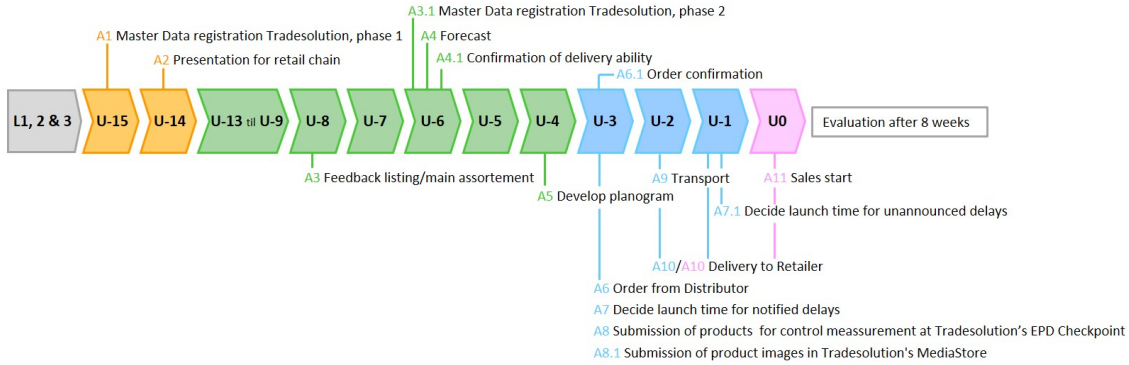 A3.1 Master Data registration Tradesolution, phase 2
A1 Master Data registration Tradesolution, phase 1
A4 Forecast
A2 Presentation for retail chain
A4.1 Confirmation of delivery ability
A6.1 Order confirmation
L1, 2 & 3
U-15
U-14
U-13 til U-9
U-8
U-7
U-6
U-5
U-4
U-3
U-2
U-1
U0
Evaluation after 8 weeks
A3 Feedback listing/main assortement
A9 Transport
A11 Sales start
A5 Develop planogram
A7.1 Decide launch time for unannounced delays
A10/A10 Delivery to Retailer
A6 Order from Distributor
A7 Decide launch time for notified delays
A8 Submission of products for control meassurement at Tradesolution's EPD Checkpoint
A8.1 Submission of product images in Tradesolution's MediaStore